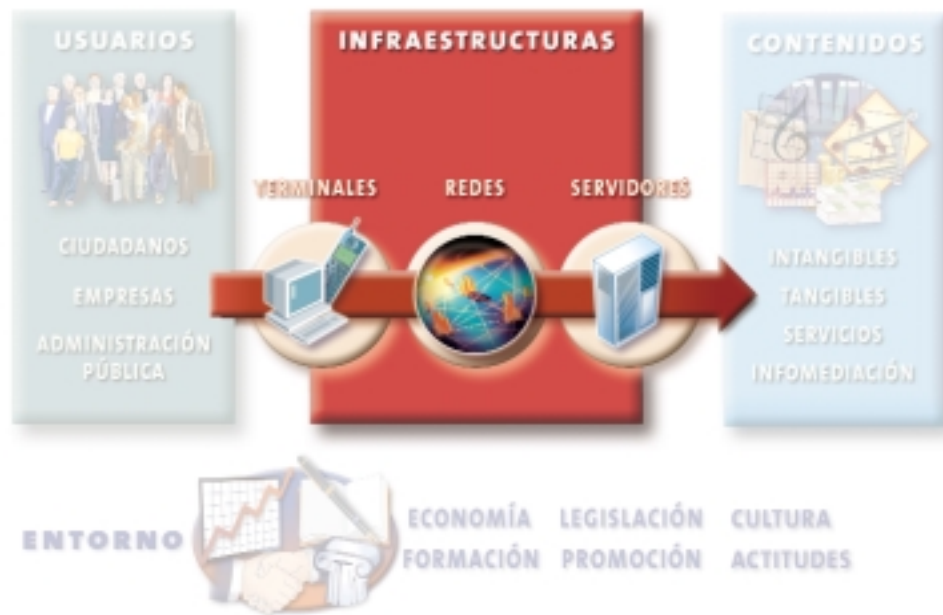 USUARIOS
CIUDADANOS
EMPRESAS
ADMINISTRACIÓN
PÚBLICA
INFRAESTRUCTURAS
TERMINALES
REDES
SERVIDORES
CONTENIDOS
INTANGIBLES
TANGIBLES
SERVICIOS
INFOMEDIACIÓN
ENTORNO
ECONOMÍA LEGISLACIÓN CULTURA
FORMACIÓN PROMOCIÓN ACTITUDES